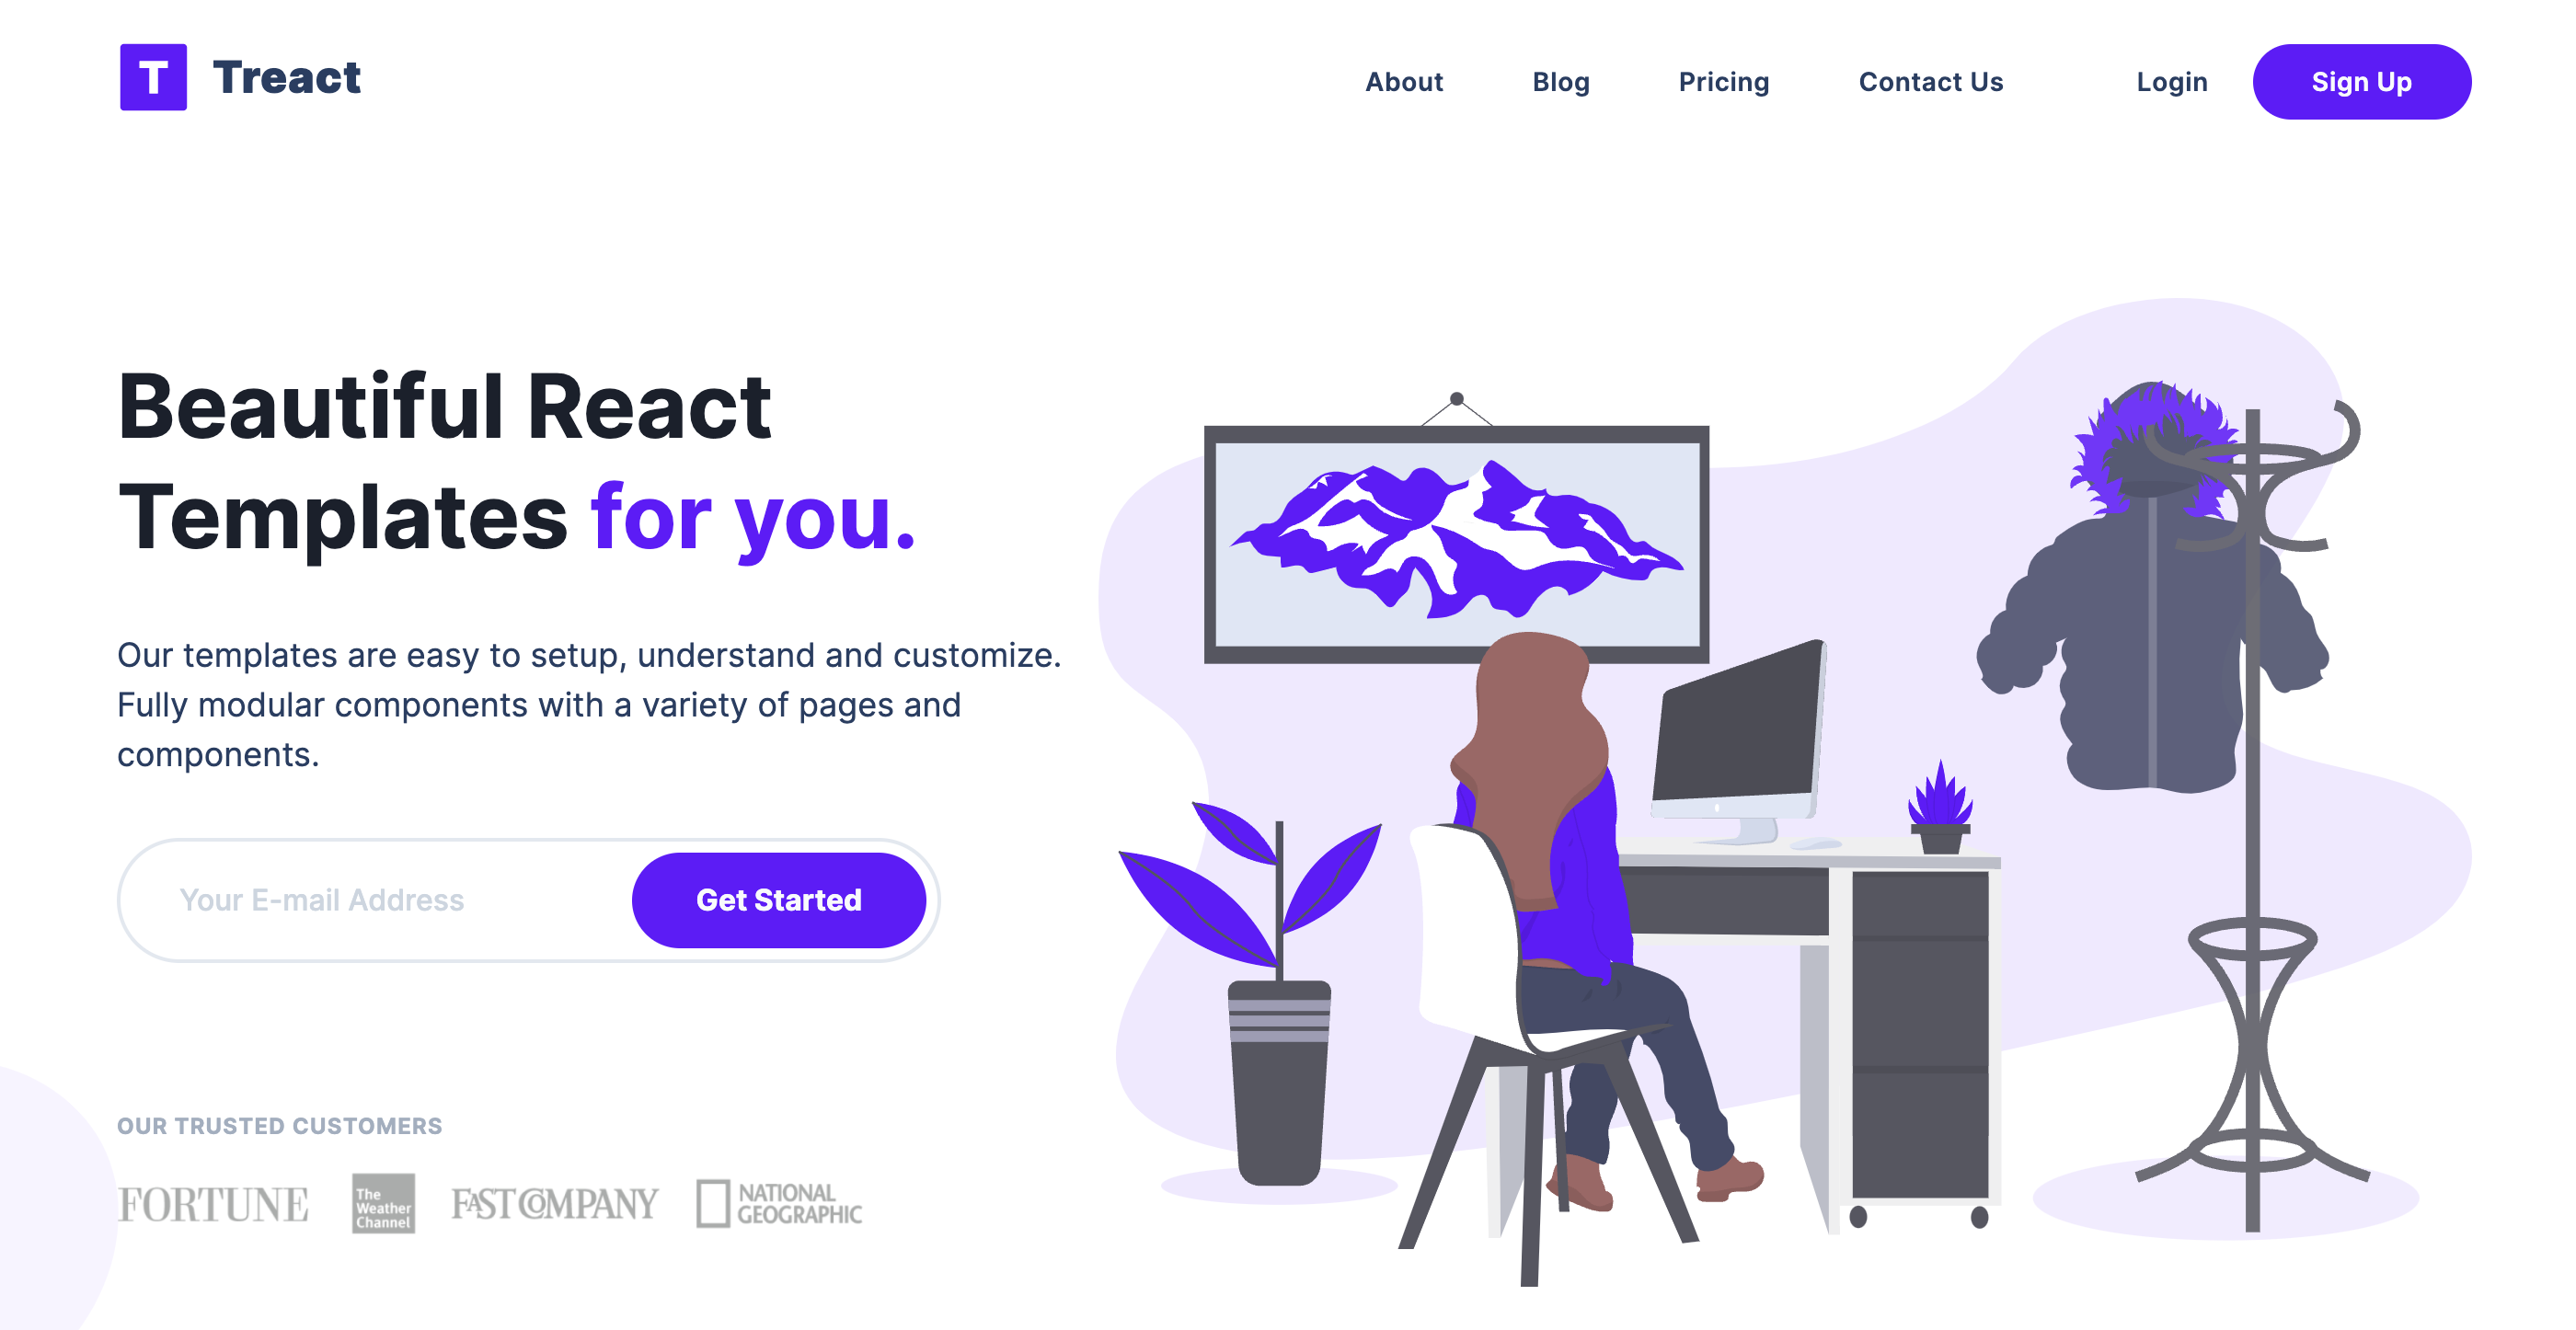 T Treact
About Blog Pricing Contact Us Login Sign Up
Beautiful React
Templates for you.
Our templates are easy to setup, understand and customize.
Fully modular components with a variety of pages and
components.
Your E-mail Address Get Started
OUR TRUSTED CUSTOMERS
FORTUNE
The
Weather
Channel
FAST COMPANY
NATIONAL
GEOGRAPHIC